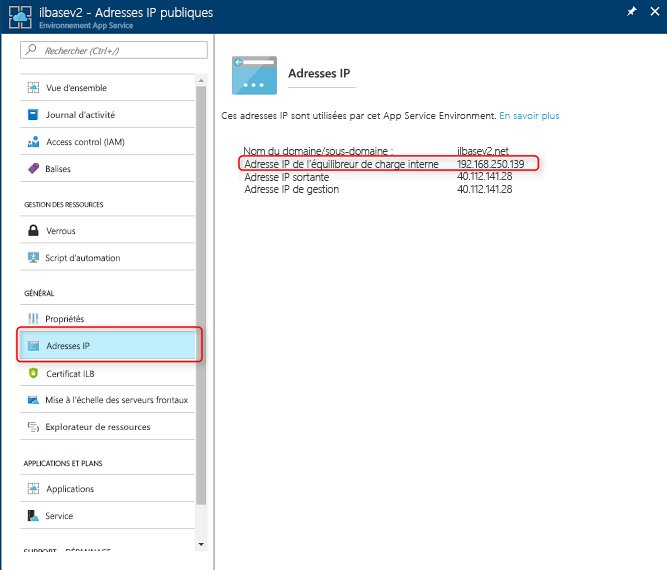 ilbasev2 - Adresses IP publiques
Environnement App Service
Rechercher (Ctrl+/)
Vue d'ensemble
Journal d'activité
Access control (IAM)
Balises
GESTION DES RESSOURCES
Verrous
Script d'automation
GÉNÉRAL
Propriétés
Adresses IP
Certificat ILB
Mise à l'échelle des serveurs frontaux
Explorateur de ressources
APPLICATIONS ET PLANS
Applications
Service
SUPPORT - DÉPANNAGE
Adresses IP
Ces adresses IP sont utilisées par cet App Service Environment. En savoir plus
Nom du domaine/sous-domaine : ilbasev2.net
Adresse IP de l'équilibreur de charge interne 192.168.250.139
Adresse IP sortante 40.112.141.28
Adresse IP de gestion 40.112.141.28